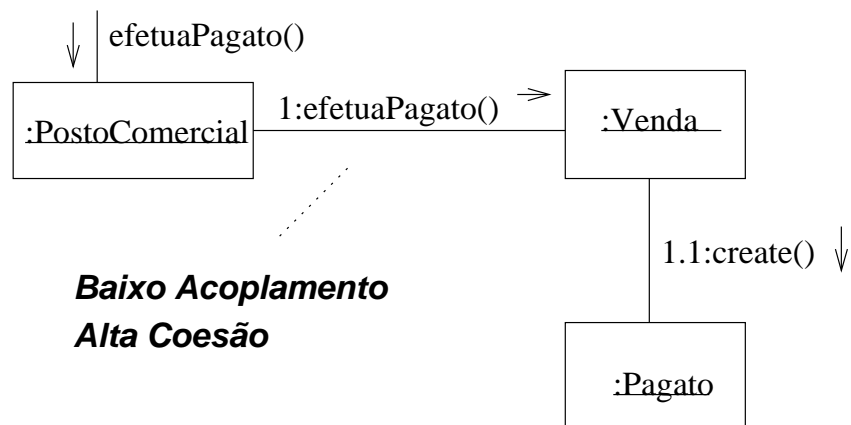 efetuaPagato()
:PostoComercial
1:efetuaPagato()
:Venda
1.1:create()
Baixo Acoplamento
Alta Coesão
:Pagato